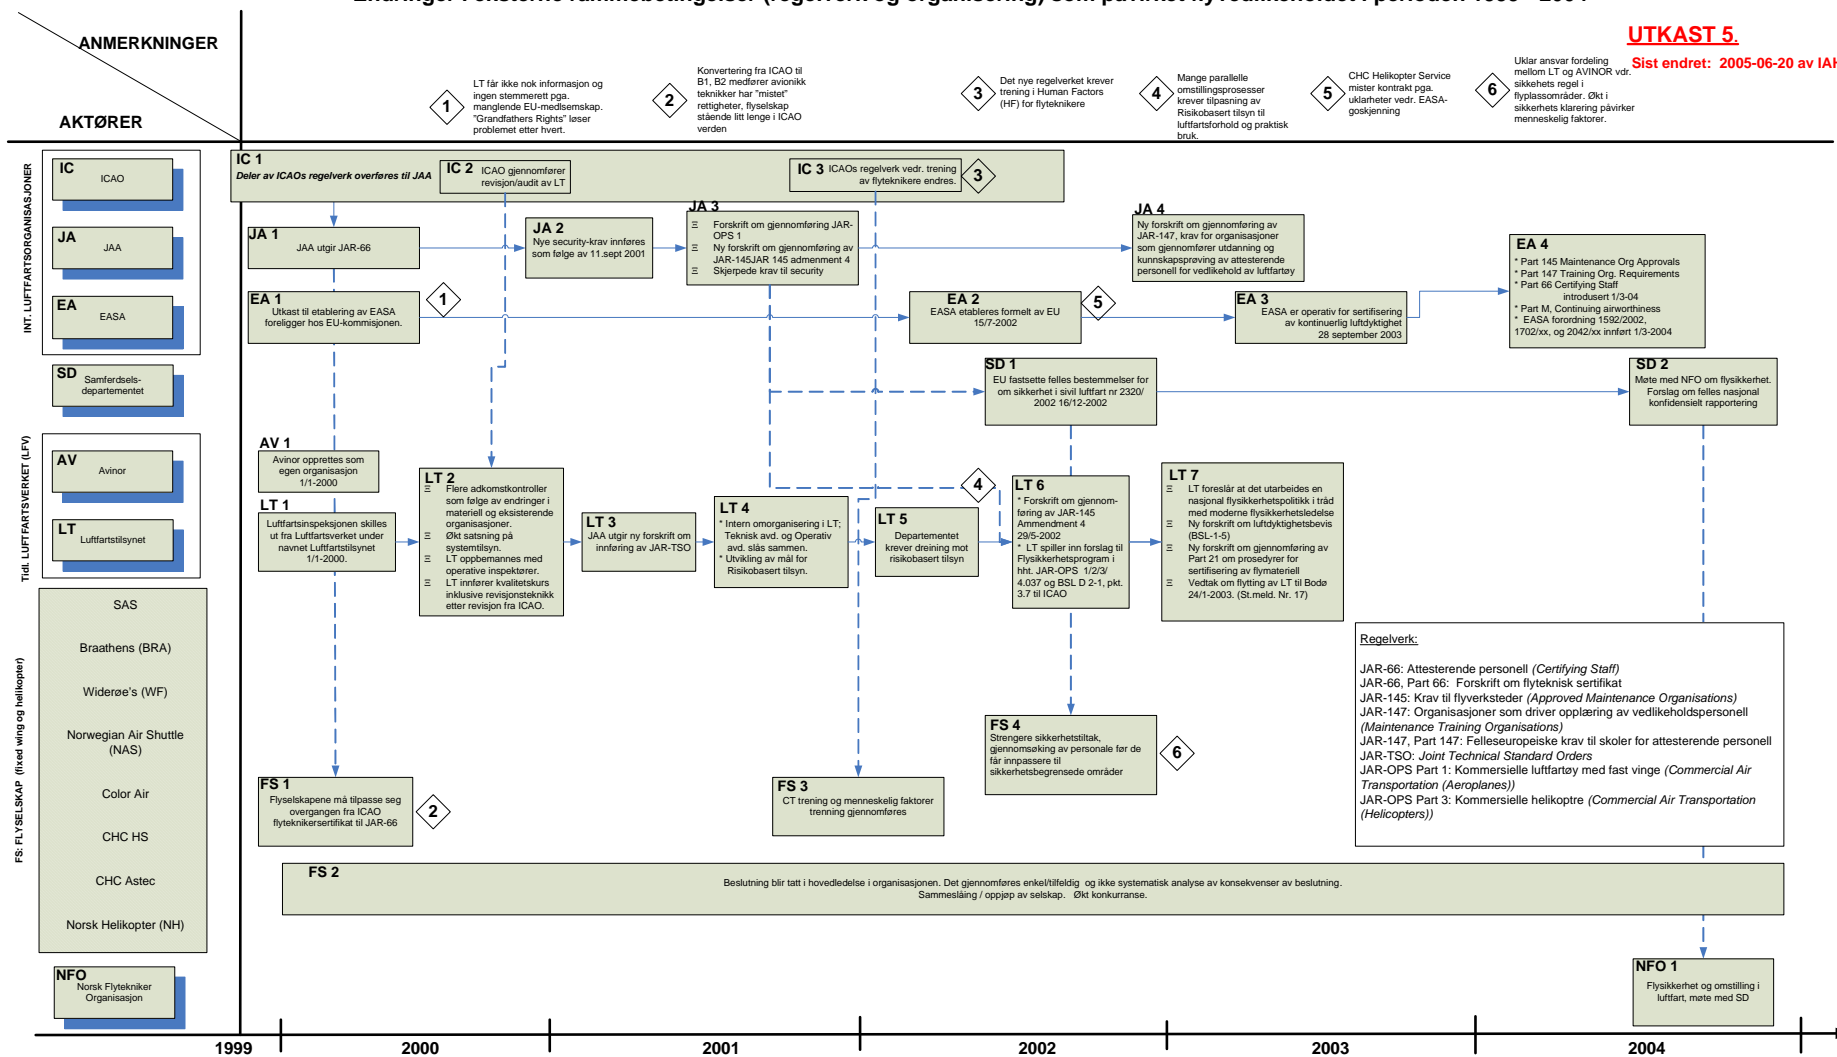 ANMERKNINGER
AKTØRER
UTKAST 5.
Sist endret: 2005-06-20 av IAH
1
LT får ikke nok informasjon og
ingen stemmerett pga.
manglende EU-medlsemskap.
"Grandfathers Rights" løser
problemet etter hvert.
2
Konvertering fra ICAO til
B1, B2 medfører avionikk
teknikker har "mistet"
rettigheter, flyselskap
stående litt lenge i ICAO
verden
3
Det nye regelverket krever
trening i Human Factors
(HF) for flyteknikere
4
Mange parallelle
omstillingsprosesser
krever tilpasning av
Risikobasert tilsyn til
luftfartsforhold og praktisk
bruk.
5
CHC Helikopter Service
mister kontrakt pga.
uklarheter vedr. EASA-
goskjenning
6
Uklar ansvar fordeling
mellom LT og AVINOR vdr.
sikkehets regel i
flyplassområder. Økt i
sikkerhets klarering påvirker
menneskelig faktorer.
INT. LUFTFARTSORGANISASJONER
IC
ICAO
JA
JAA
EA
EASA
SD
Samferdsels-
departementet
Tidl. LUFTFARTSVERKET (LFV)
AV
Avinor
LT
Luftfartstilsynet
FS: FLYSELSKAP (fixed wing og helikopter)
SAS
Braathens (BRA)
Widerøe's (WF)
Norwegian Air Shuttle
(NAS)
Color Air
CHC HS
CHC Astec
Norsk Helikopter (NH)
NFO
Norsk Flytekniker
Organisasjon
IC 1
Deler av ICAOs regelverk overføres til JAA
IC 2
ICAO gjennomfører
revisjon/audit av LT
IC 3
ICAOs regelverk vedr. trening
av flyteknikere endres.
3
JA 1
JAA utgir JAR-66
JA 2
Nye security-krav innføres
som følge av 11.sept 2001
JA 3
Ξ Forskrift om gjennomføring JAR-
OPS 1
Ξ Ny forskrift om gjennomføring av
JAR-145JAR 145 admenment 4
Ξ Skjerpede krav til security
JA 4
Ny forskrift om gjennomføring av
JAR-147, krav for organisasjoner
som gjennomfører utdanning og
kunnskapsprøving av attesterende
personell for vedlikehold av luftfartøy
EA 1
Utkast til etablering av EASA
foreligger hos EU-kommisjonen.
1
EA 2
EASA etableres formelt av EU
15/7-2002
5
EA 3
EASA er operativ for sertifisering
av kontinuerlig luftdyktighet
28 september 2003
EA 4
* Part 145 Maintenance Org Approvals
* Part 147 Training Org. Requirements
* Part 66 Certifying Staff
introdusert 1/3-04
* Part M, Continuing airworthiness
* EASA forordning 1592/2002,
1702/xx, og 2042/xx innført 1/3-2004
SD 1
EU fastsette felles bestemmelser for
om sikkerhet i sivil luftfart nr 2320/
2002 16/12-2002
SD 2
Møte med NFO om flysikkerhet.
Forslag om felles nasjonal
konfidensielt rapportering
AV 1
Avinor opprettes som
egen organisasjon
1/1-2000
LT 1
Luftfartsinspeksjonen skilles
ut fra Luftfartsverket under
navnet Luftfartstilsynet
1/1-2000.
LT 2
Ξ Flere adkomstkontroller
som følge av endringer i
materiell og eksisterende
organisasjoner.
Ξ Økt satsning på
systemtilsyn.
Ξ LT oppbemannes med
operative inspektører.
Ξ LT innfører kvalitetskurs
inklusive revisjonsteknikk
etter revisjon fra ICAO.
LT 3
JAA utgir ny forskrift om
innføring av JAR-TSO
LT 4
* Intern omorganisering i LT;
Teknisk avd. og Operativ
avd. slås sammen.
* Utvikling av mål for
Risikobasert tilsyn.
LT 5
Departementet
krever dreining mot
risikobasert tilsyn
4
LT 6
* Forskrift om gjennom-
føring av JAR-145
Ammendment 4
29/5-2002
* LT spiller inn forslag til
Flysikkerhetsprogram i
hht. JAR-OPS 1/2/3/
4.037 og BSL D 2-1, pkt.
3.7 til ICAO
LT 7
Ξ LT foreslår at det utarbeides en
nasjonal flysikkerhetspolitikk i tråd
med moderne flysikkerhetsledelse
Ξ Ny forskrift om luftdyktighetsbevis
(BSL-1-5)
Ξ Ny forskrift om gjennomføring av
Part 21 om prosedyrer for
sertifisering av flymateriell
Ξ Vedtak om flytting av LT til Bodø
24/1-2003. (St.meld. Nr. 17)
FS 1
Flyselskapene må tilpasse seg
overgangen fra ICAO
flyteknikersertifikat til JAR-66
2
FS 3
CT trening og menneskelig faktorer
trenning gjennomføres
FS 4
Strengere sikkerhetstiltak,
gjennomsøking av personale før de
får innpassere til
sikkerhetsbegrensede områder
6
Regelverk:
JAR-66: Attesterende personell (Certifying Staff)
JAR-66, Part 66: Forskrift om flyteknisk sertifikat
JAR-145: Krav til flyverksteder (Approved Maintenance Organisations)
JAR-147: Organisasjoner som driver opplæring av vedlikeholdspersonell
(Maintenance Training Organisations)
JAR-147, Part 147: Felleseuropeiske krav til skoler for attesterende personell
JAR-TSO: Joint Technical Standard Orders
JAR-OPS Part 1: Kommersielle luftfartøy med fast vinge (Commercial Air
Transportation (Aeroplanes))
JAR-OPS Part 3: Kommersielle helikoptre (Commercial Air Transportation
(Helicopters))
FS 2
Beslutning blir tatt i hovedledelse i organisasjonen. Det gjennomføres enkel/tilfeldig og ikke systematisk analyse av konsekvenser av beslutning.
Sammeslåing / oppjøp av selskap. Økt konkurranse.
NFO 1
Flysikkerhet og omstilling i
luftfart, møte med SD
1999
2000
2001
2002
2003
2004